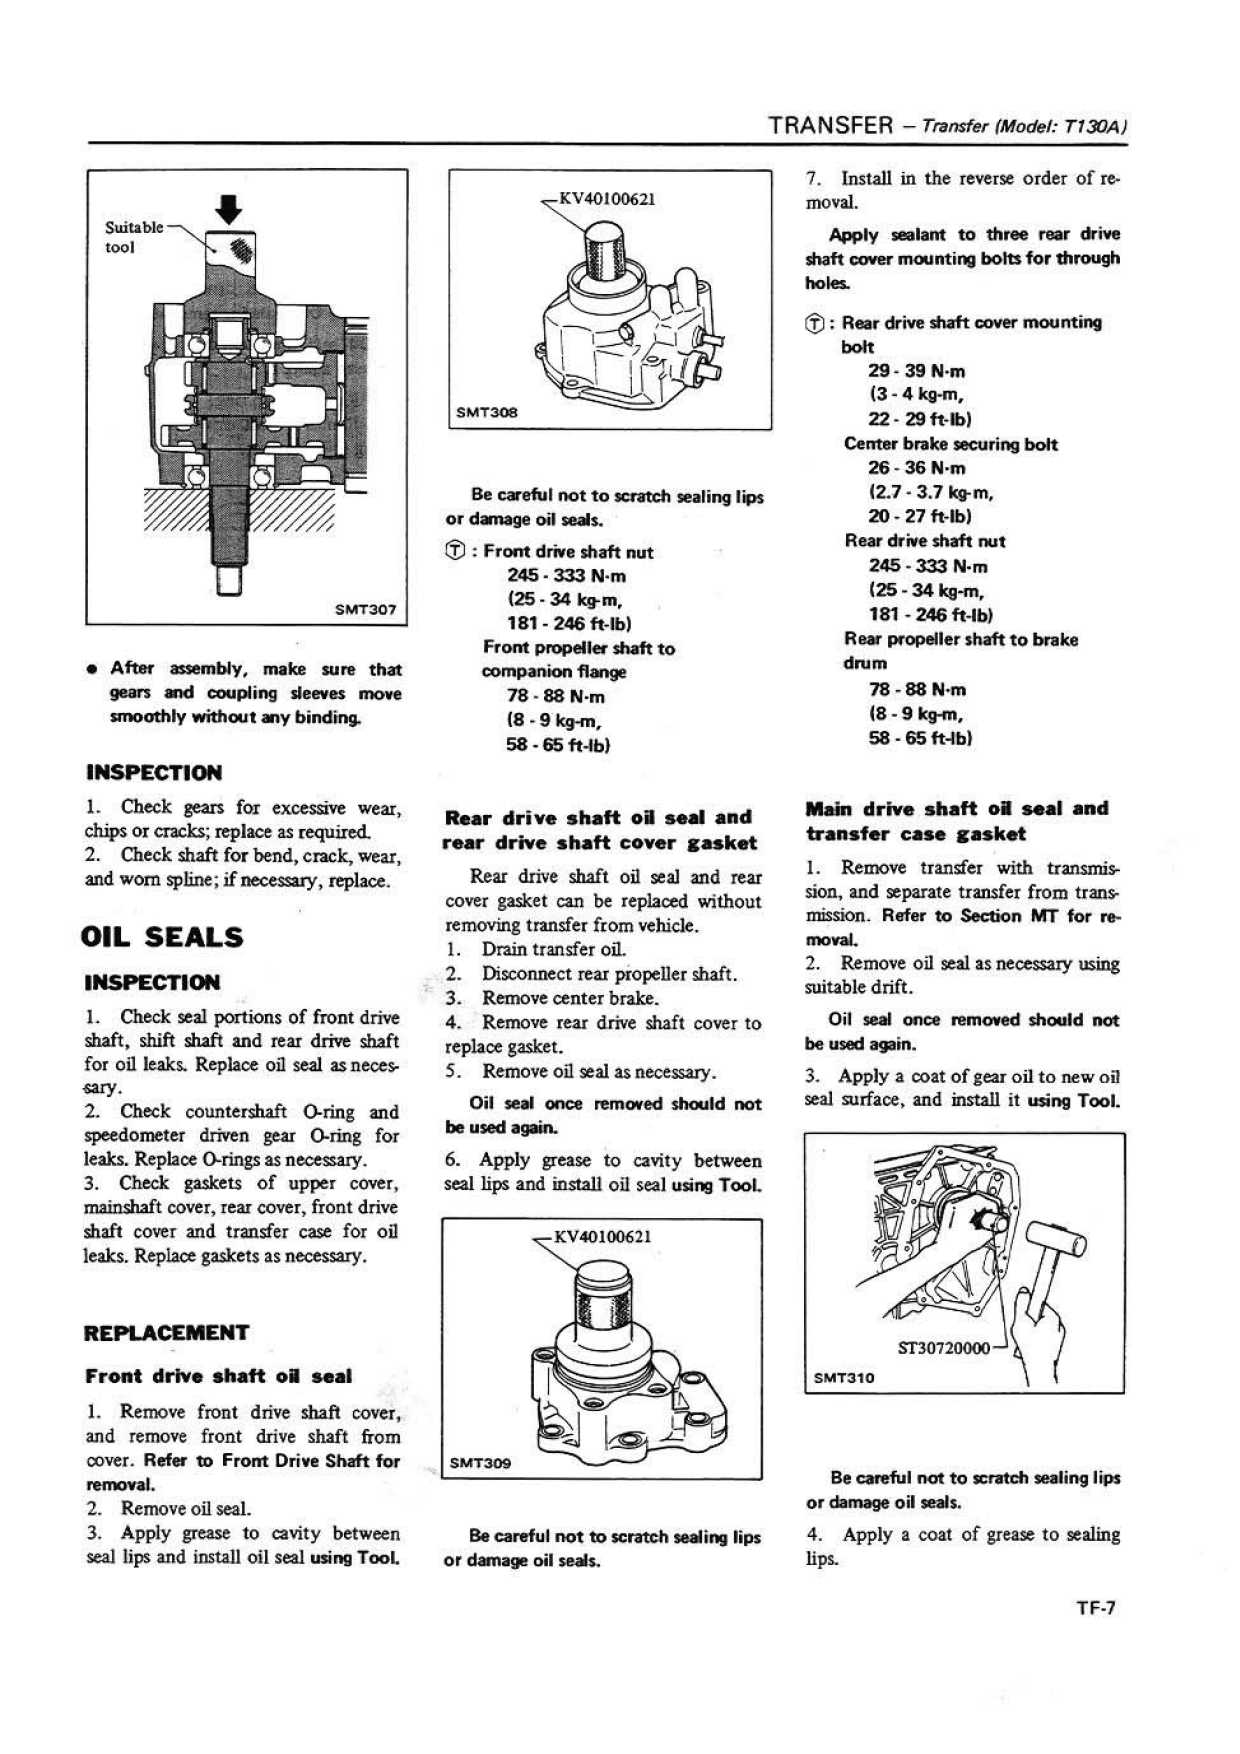 TRANSFER — Transfer (Model: T130A)
Suitable
tool
SMT307
● After assembly, make sure that
gears and coupling sleeves move
smoothly without any binding.
INSPECTION
1. Check gears for excessive wear,
chips or cracks; replace as required.
2. Check shaft for bend, crack, wear,
and worn spline; if necessary, replace.
OIL SEALS
INSPECTION
1. Check seal portions of front drive
shaft, shift shaft and rear drive shaft
for oil leaks. Replace oil seal as neces-
sary.
2. Check countershaft O-ring and
speedometer driven gear O-ring for
leaks. Replace O-rings as necessary.
3. Check gaskets of upper cover,
mainshaft cover, rear cover, front drive
shaft cover and transfer case for oil
leaks. Replace gaskets as necessary.
REPLACEMENT
Front drive shaft oil seal
1. Remove front drive shaft cover,
and remove front drive shaft from
cover. Refer to Front Drive Shaft for
removal.
2. Remove oil seal.
3. Apply grease to cavity between
seal lips and install oil seal using Tool.
KV40100621
SMT308
Be careful not to scratch sealing lips
or damage oil seals.
Ⓣ : Front drive shaft nut
245 - 333 N·m
(25 - 34 kg-m,
181 - 246 ft-lb)
Front propeller shaft to
companion flange
78 - 88 N·m
(8 - 9 kg-m,
58 - 65 ft-lb)
Rear drive shaft oil seal and
rear drive shaft cover gasket
Rear drive shaft oil seal and rear
cover gasket can be replaced without
removing transfer from vehicle.
1. Drain transfer oil.
2. Disconnect rear propeller shaft.
3. Remove center brake.
4. Remove rear drive shaft cover to
replace gasket.
5. Remove oil seal as necessary.
Oil seal once removed should not
be used again.
6. Apply grease to cavity between
seal lips and install oil seal using Tool.
KV40100621
SMT309
Be careful not to scratch sealing lips
or damage oil seals.
7. Install in the reverse order of re-
moval.
Apply sealant to three rear drive
shaft cover mounting bolts for through
holes.
Ⓣ : Rear drive shaft cover mounting
bolt
29 - 39 N·m
(3 - 4 kg-m,
22 - 29 ft-lb)
Center brake securing bolt
26 - 36 N·m
(2.7 - 3.7 kg-m,
20 - 27 ft-lb)
Rear drive shaft nut
245 - 333 N·m
(25 - 34 kg-m,
181 - 246 ft-lb)
Rear propeller shaft to brake
drum
78 - 88 N·m
(8 - 9 kg-m,
58 - 65 ft-lb)
Main drive shaft oil seal and
transfer case gasket
1. Remove transfer with transmis-
sion, and separate transfer from trans-
mission. Refer to Section MT for re-
moval.
2. Remove oil seal as necessary using
suitable drift.
Oil seal once removed should not
be used again.
3. Apply a coat of gear oil to new oil
seal surface, and install it using Tool.
ST30720000
SMT310
Be careful not to scratch sealing lips
or damage oil seals.
4. Apply a coat of grease to sealing
lips.
TF-7